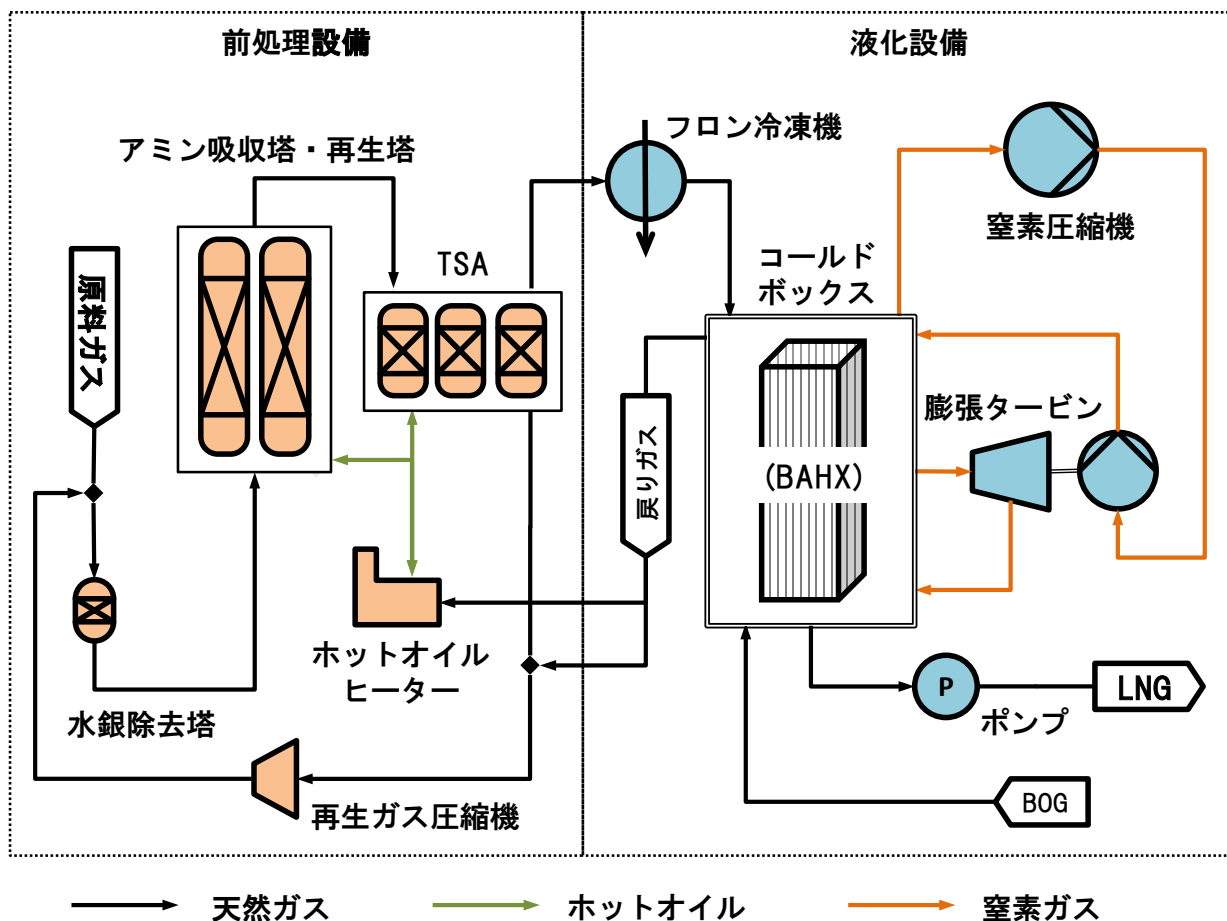 前処理設備
液化設備
アミン吸収塔・再生塔
フロン冷凍機
窒素圧縮機
TSA
コールド
ボックス
原料ガス
膨張タービン
戻りガス
(BAHX)
ホットオイル
ヒーター
水銀除去塔
P
LNG
ポンプ
再生ガス圧縮機
BOG
天然ガス
ホットオイル
窒素ガス